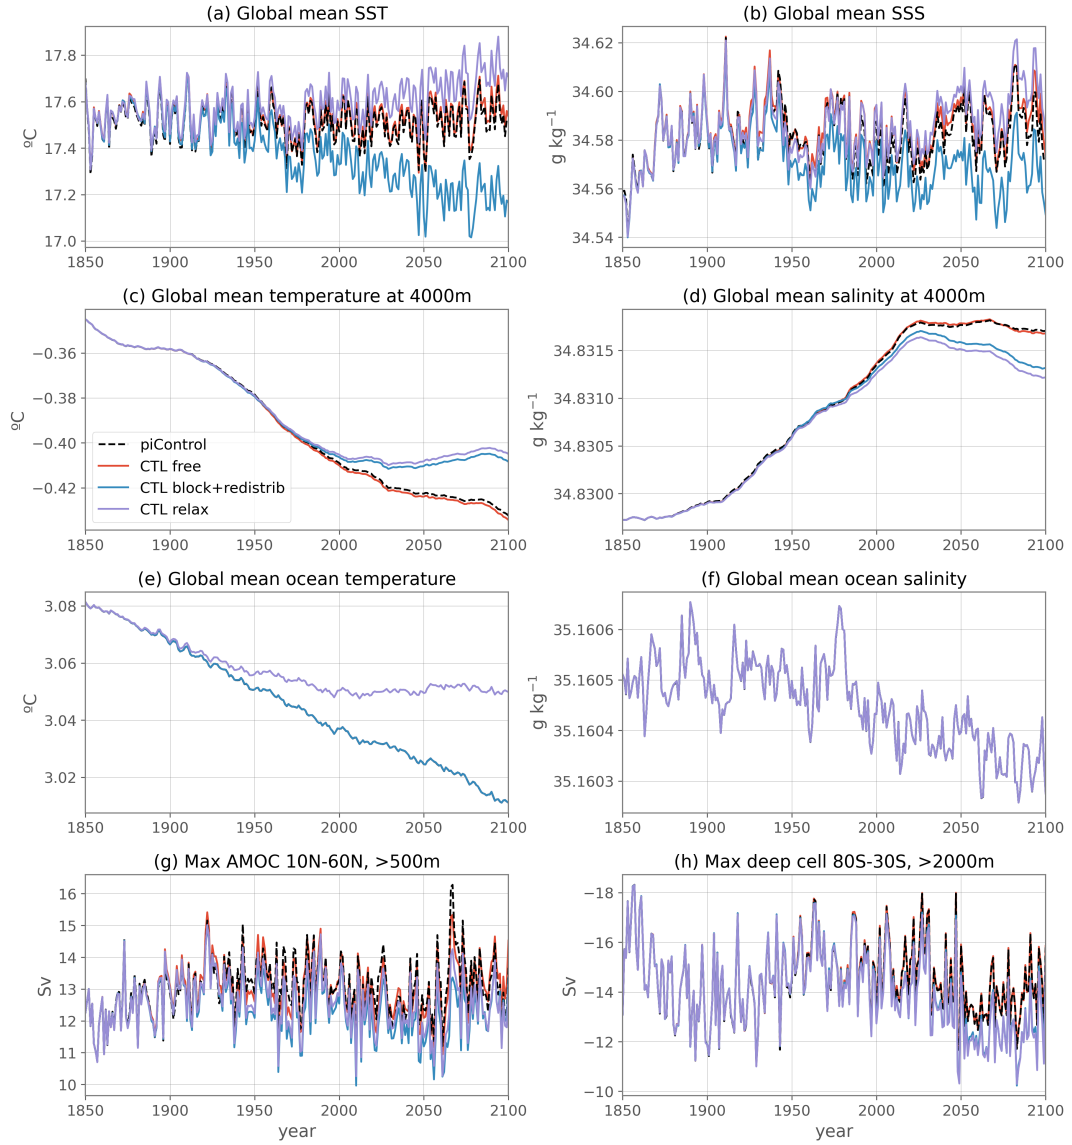 (a) Global mean SST
(b) Global mean SSS
17.8
17.6
17.4
17.2
17.0
ºC
1850 1900 1950 2000 2050 2100
34.62
34.60
34.58
34.56
34.54
g kg⁻¹
1850 1900 1950 2000 2050 2100
(c) Global mean temperature at 4000m
(d) Global mean salinity at 4000m
−0.36
−0.38
−0.40
−0.42
ºC
piControl
CTL free
CTL block+redistrib
CTL relax
1850 1900 1950 2000 2050 2100
34.8315
34.8310
34.8305
34.8300
g kg⁻¹
1850 1900 1950 2000 2050 2100
(e) Global mean ocean temperature
(f) Global mean ocean salinity
3.08
3.06
3.04
3.02
ºC
1850 1900 1950 2000 2050 2100
35.1606
35.1605
35.1604
35.1603
g kg⁻¹
1850 1900 1950 2000 2050 2100
(g) Max AMOC 10N-60N, >500m
(h) Max deep cell 80S-30S, >2000m
16
15
14
13
12
11
10
Sv
1850 1900 1950 2000 2050 2100
year
−18
−16
−14
−12
−10
Sv
1850 1900 1950 2000 2050 2100
year